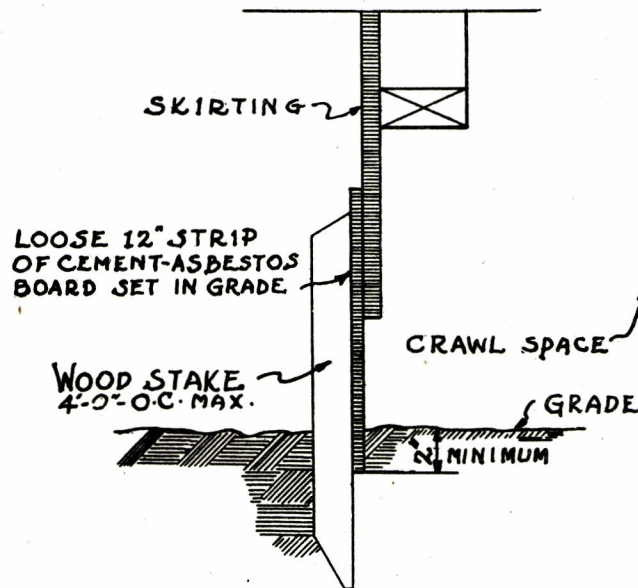 SKIRTING
LOOSE 12" STRIP
OF CEMENT-ASBESTOS
BOARD SET IN GRADE
CRAWL SPACE
WOOD STAKE
4'-0"-O.C. MAX.
GRADE
2" MINIMUM